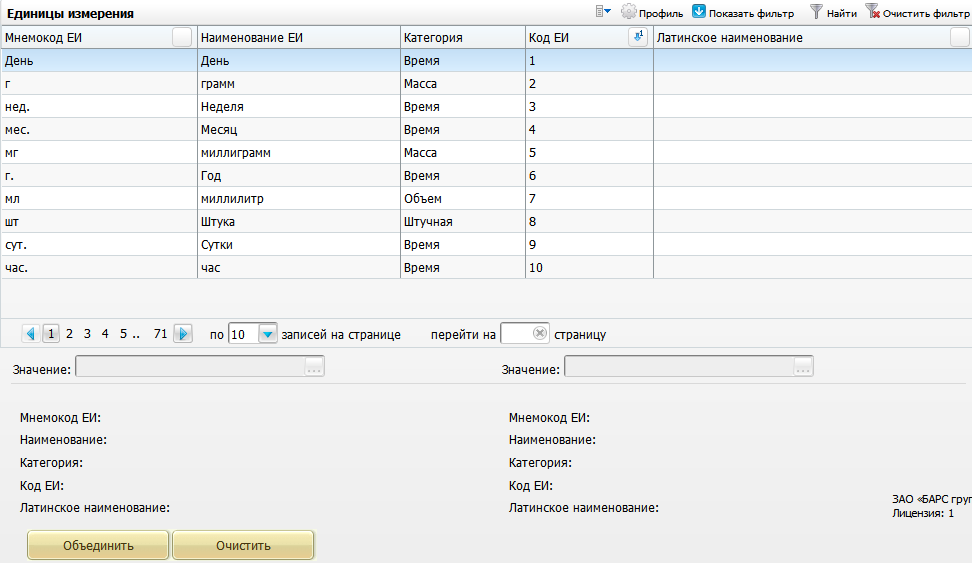 Единицы измерения Профиль Показать фильтр Найти Очистить фильтр
Мнемокод ЕИ Наименование ЕИ Категория Код ЕИ 1 Латинское наименование
День День Время 1
г грамм Масса 2
нед. Неделя Время 3
мес. Месяц Время 4
мг миллиграмм Масса 5
г. Год Время 6
мл миллилитр Объем 7
шт Штука Штучная 8
сут. Сутки Время 9
час. час Время 10
1 2 3 4 5 .. 71 по 10 записей на странице перейти на страницу
Значение: ... Значение: ...
Мнемокод ЕИ: Мнемокод ЕИ:
Наименование: Наименование:
Категория: Категория:
Код ЕИ: Код ЕИ:
ЗАО «БАРС груп
Латинское наименование: Латинское наименование:
Лицензия: 1
Объединить Очистить